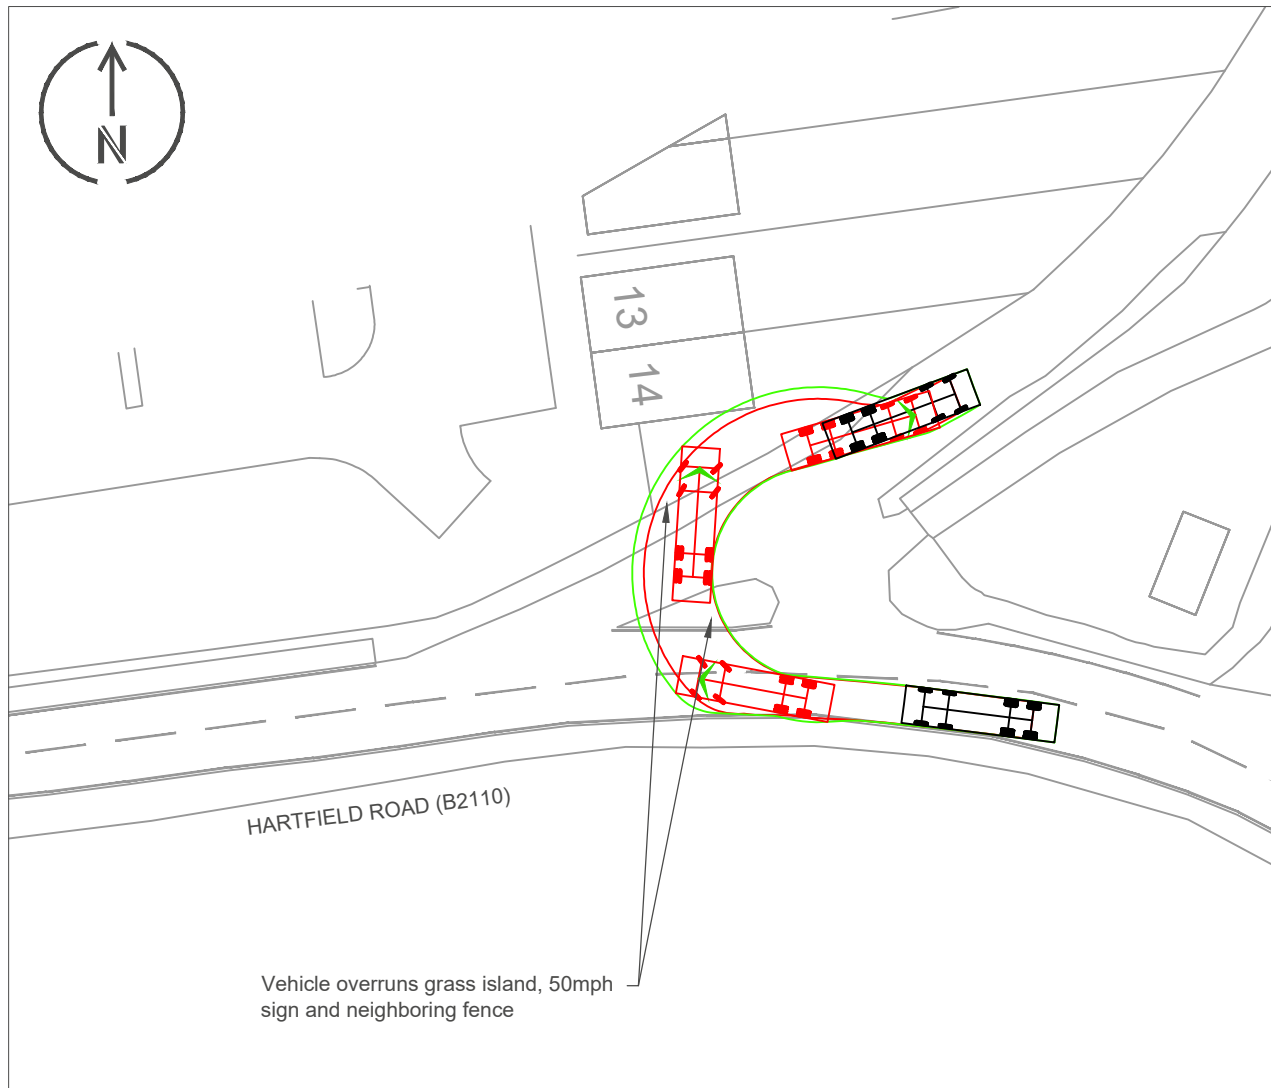 N
13
14
HARTFIELD ROAD (B2110)
Vehicle overruns grass island, 50mph
sign and neighboring fence